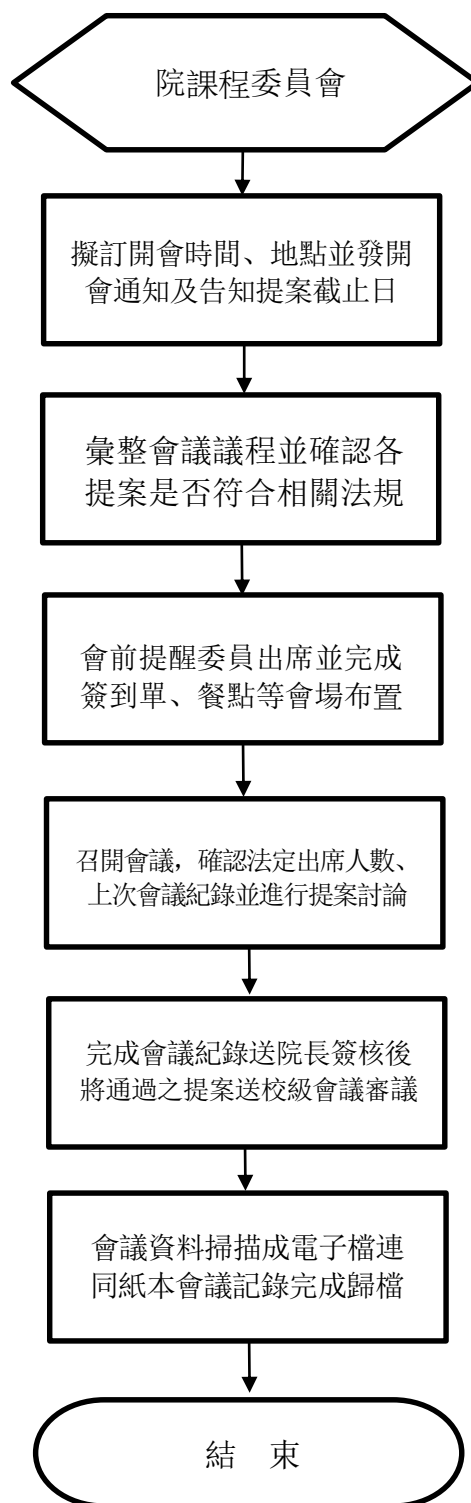 院課程委員會
擬訂開會時間、地點並發開
會通知及告知提案截止日
彙整會議議程並確認各
提案是否符合相關法規
會前提醒委員出席並完成
簽到單、餐點等會場布置
召開會議，確認法定出席人數、
上次會議紀錄並進行提案討論
完成會議紀錄送院長簽核後
將通過之提案送校級會議審議
會議資料掃描成電子檔連
同紙本會議記錄完成歸檔
結　束